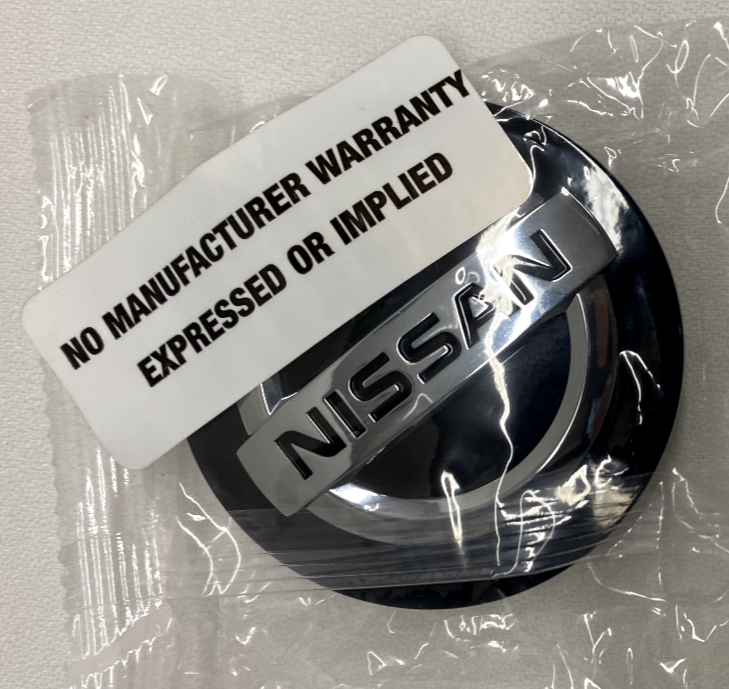 NO MANUFACTURER WARRANTY
EXPRESSED OR IMPLIED
NISSAN